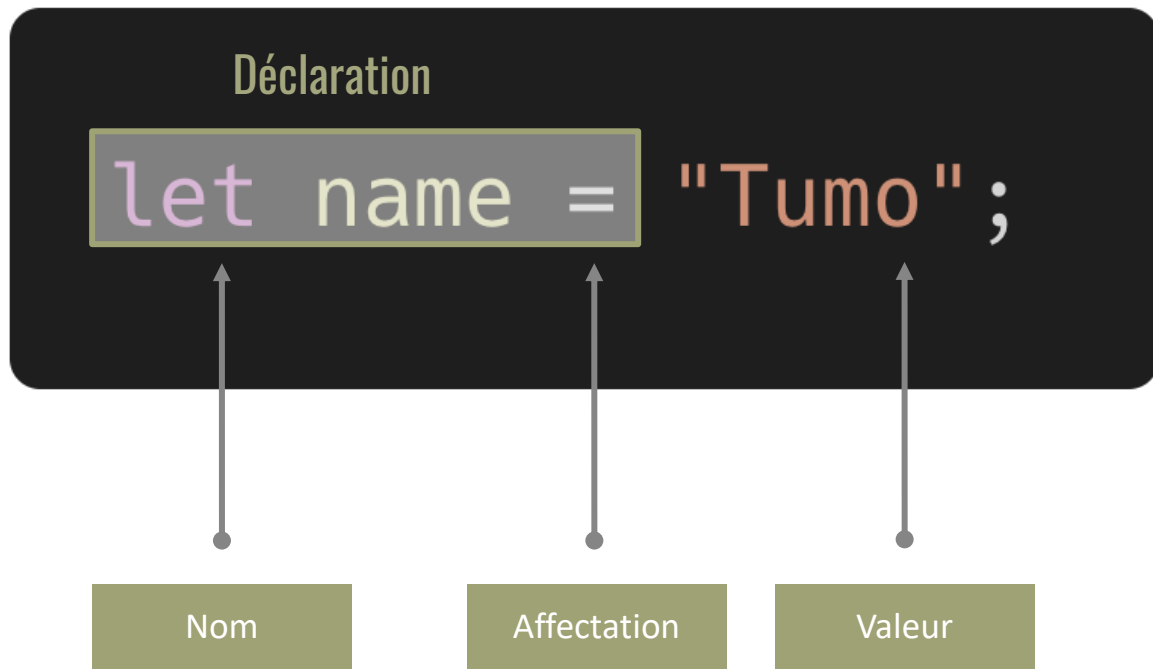 Déclaration
let name = "Tumo";
Nom
Affectation
Valeur